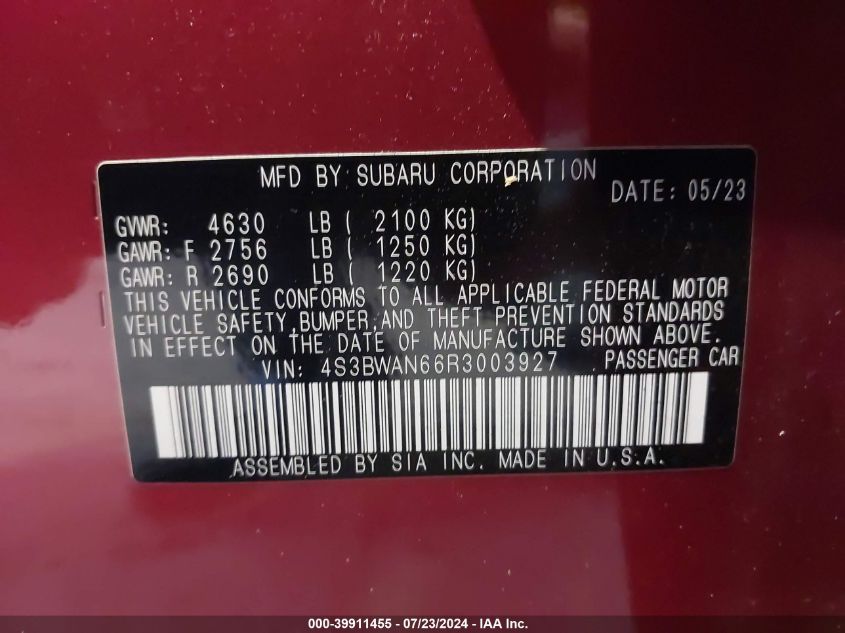 MFD BY SUBARU CORPORATION DATE: 05/23
GVWR: 4630 LB ( 2100 KG)
GAWR: F 2756 LB ( 1250 KG)
GAWR: R 2690 LB ( 1220 KG)
THIS VEHICLE CONFORMS TO ALL APPLICABLE FEDERAL MOTOR
VEHICLE SAFETY,BUMPER,AND THEFT PREVENTION STANDARDS
IN EFFECT ON THE DATE OF MANUFACTURE SHOWN ABOVE.
VIN: 4S3BWAN66R3003927 PASSENGER CAR
ASSEMBLED BY SIA INC. MADE IN U.S.A.
000-39911455 - 07/23/2024 - IAA Inc.